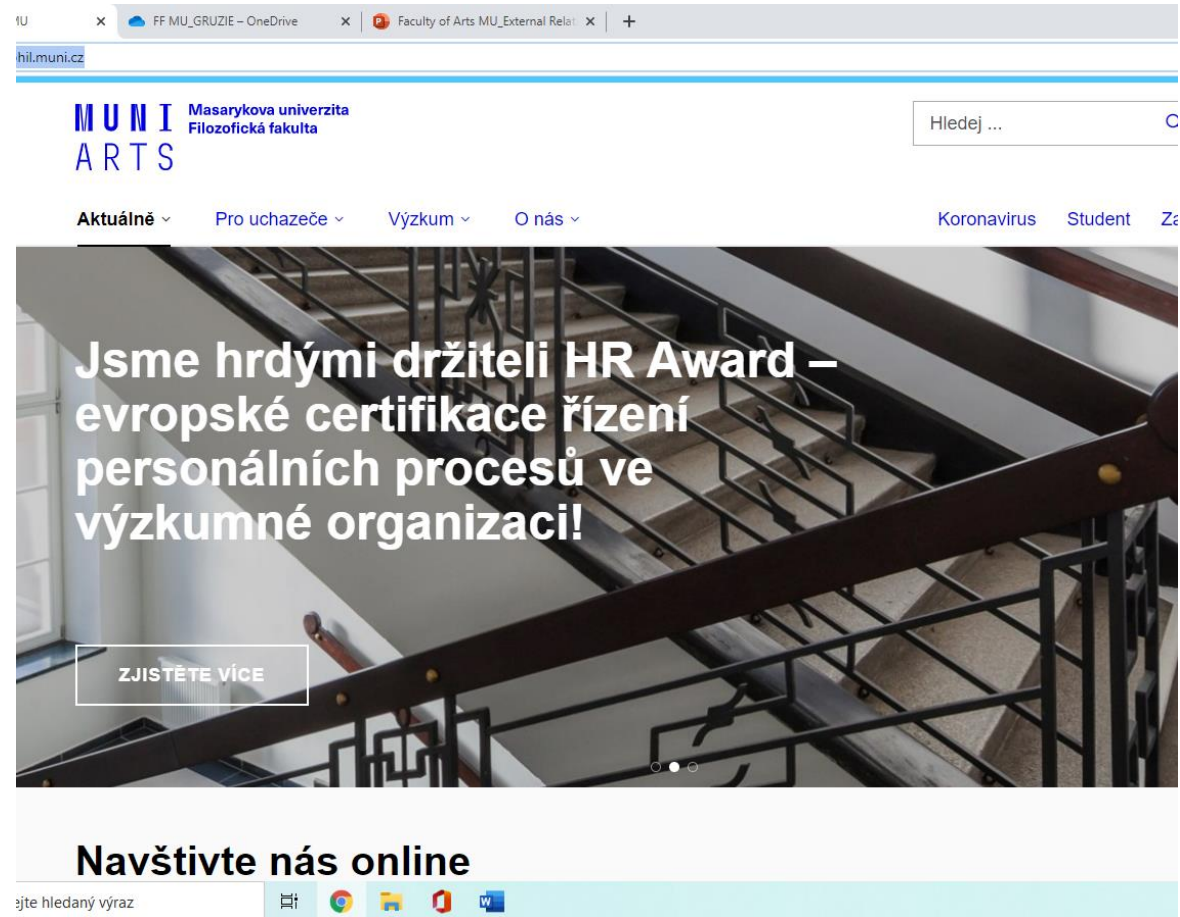 MU
FF MU_GRUZIE – OneDrive
Faculty of Arts MU_External Relat
hil.muni.cz
MUNI
ARTS
Masarykova univerzita
Filozofická fakulta
Hledej ...
Aktuálně
Pro uchazeče
Výzkum
O nás
Koronavirus
Student
Za
Jsme hrdými držiteli HR Award –
evropské certifikace řízení
personálních procesů ve
výzkumné organizaci!
ZJISTĚTE VÍCE
Navštivte nás online
ejte hledaný výraz